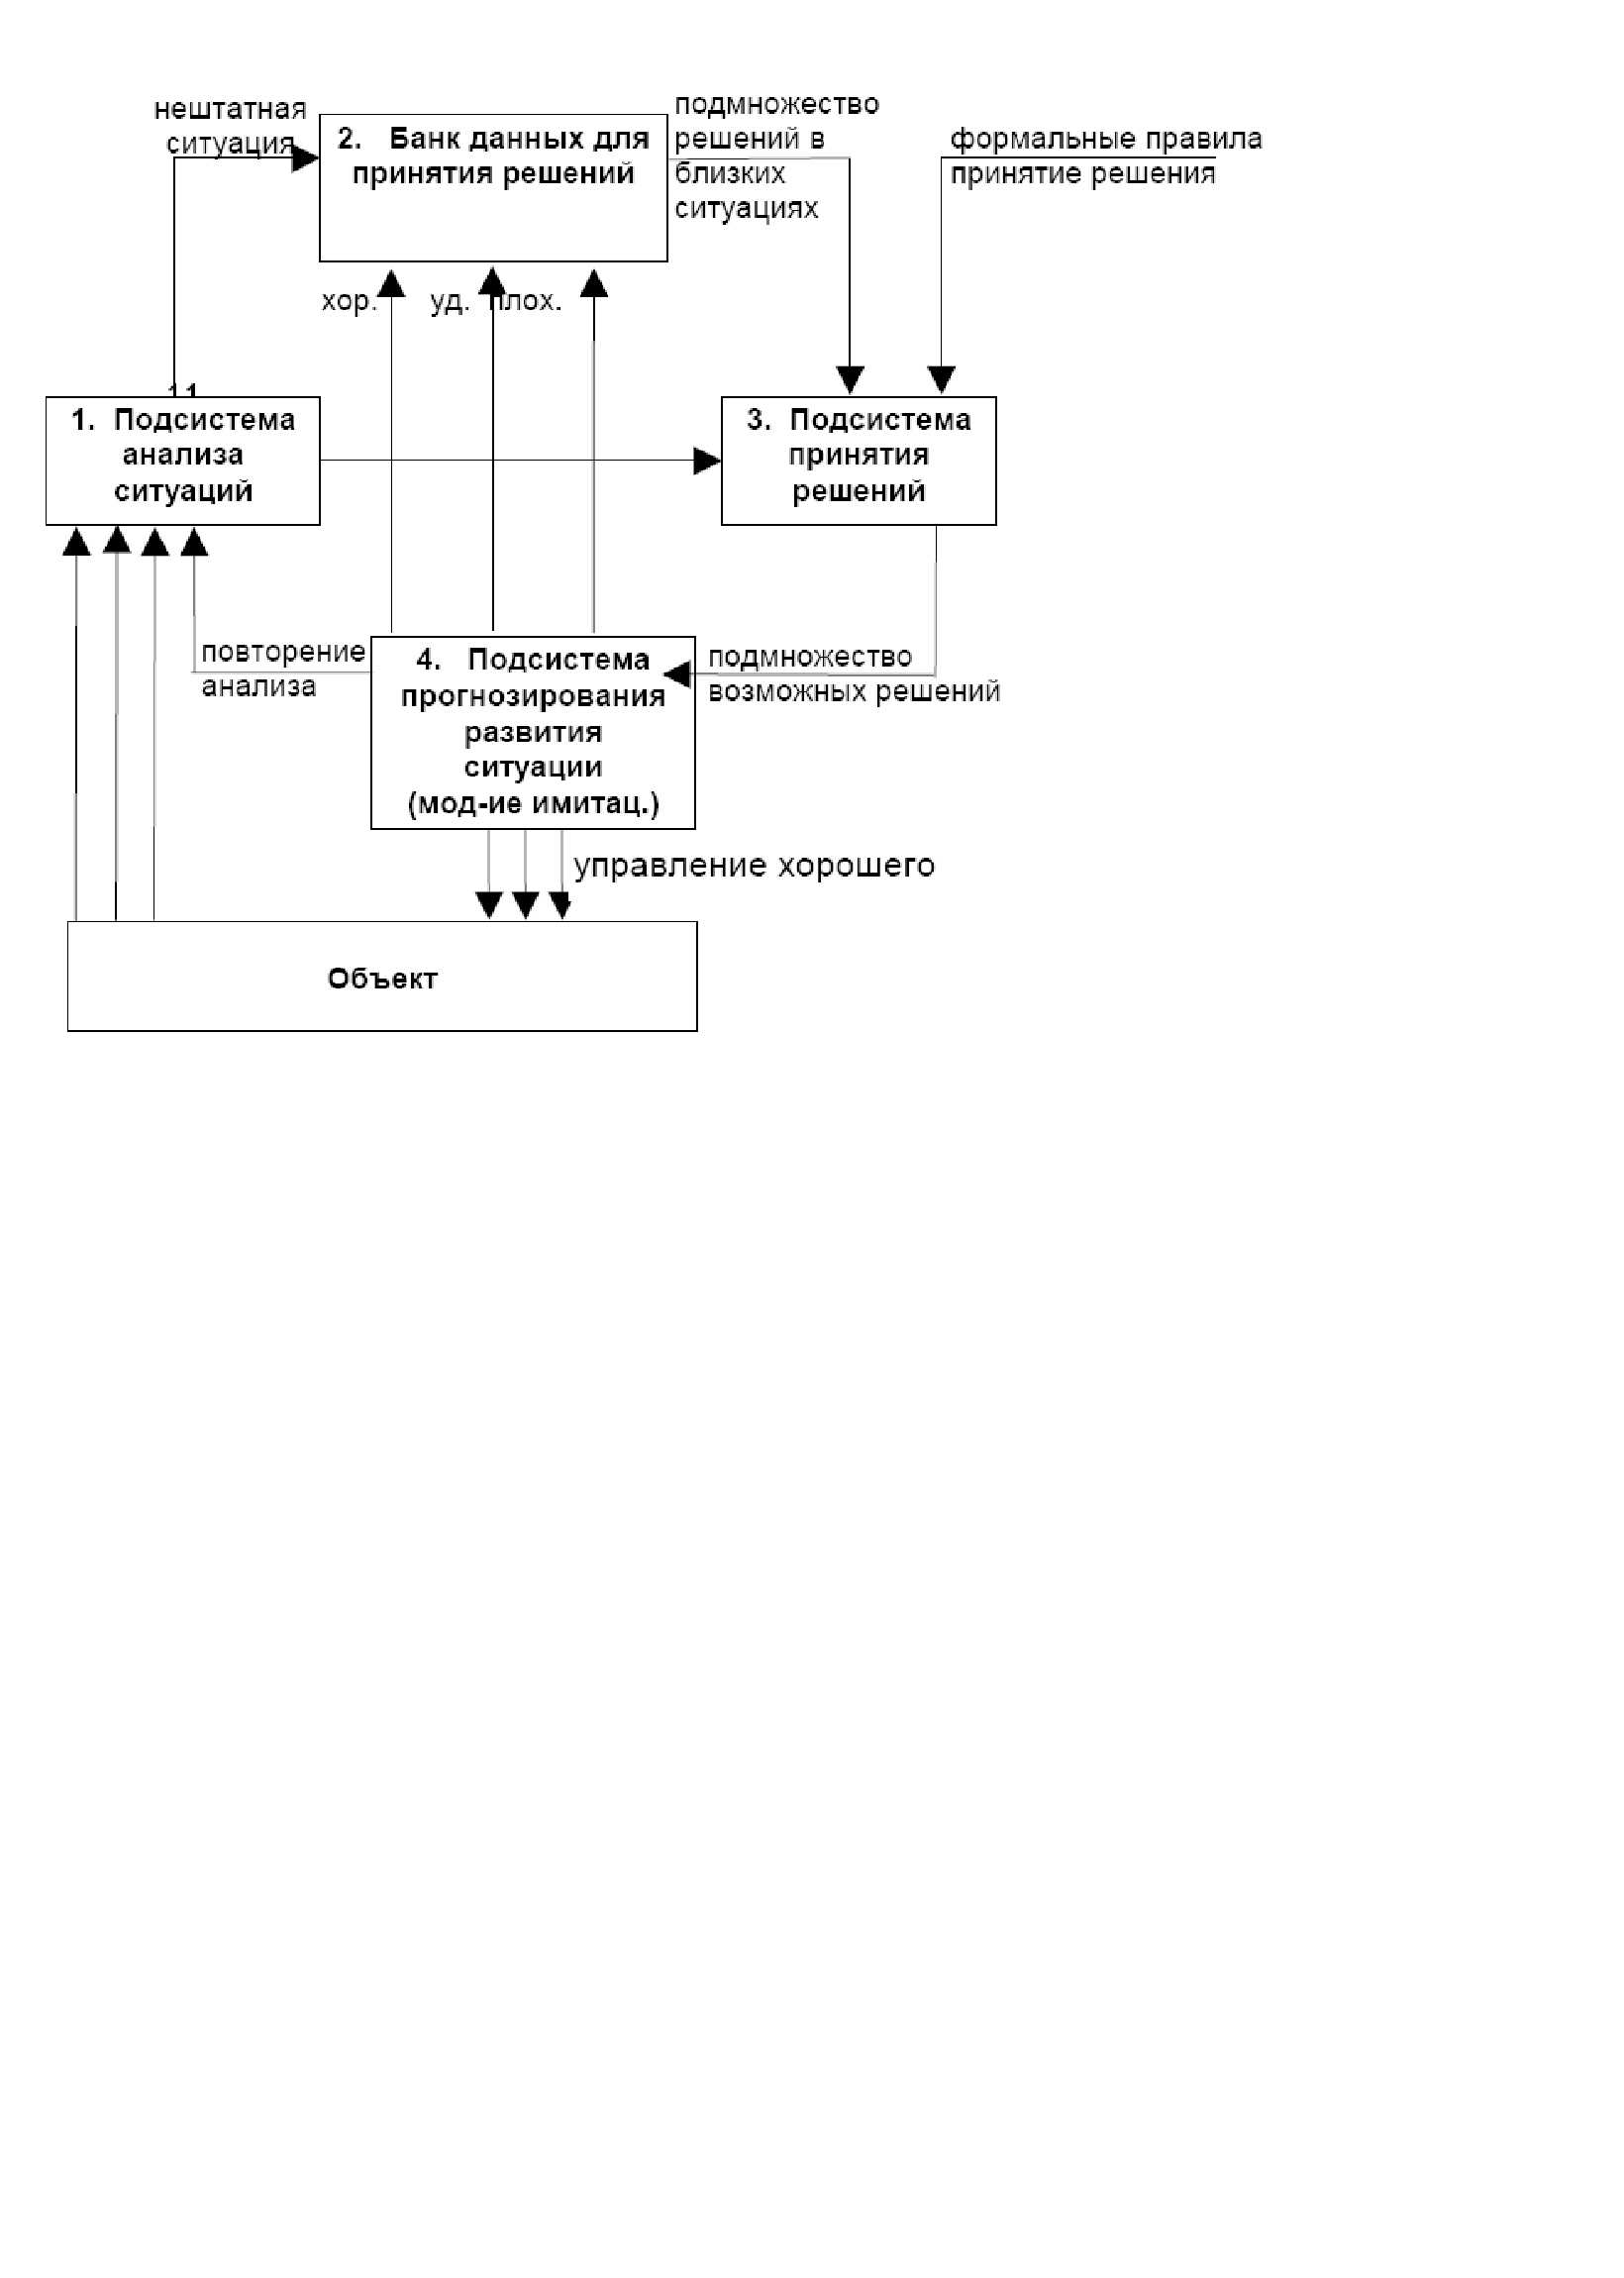 нештатная
ситуация
2. Банк данных для
принятия решений
подмножество
решений в
близких
ситуациях
формальные правила
принятие решения
хор. уд. плох.
11
1. Подсистема
анализа
ситуаций
3. Подсистема
принятия
решений
повторение
анализа
4. Подсистема
прогнозирования
развития
ситуации
(мод-ие имитац.)
подмножество
возможных решений
управление хорошего
Объект